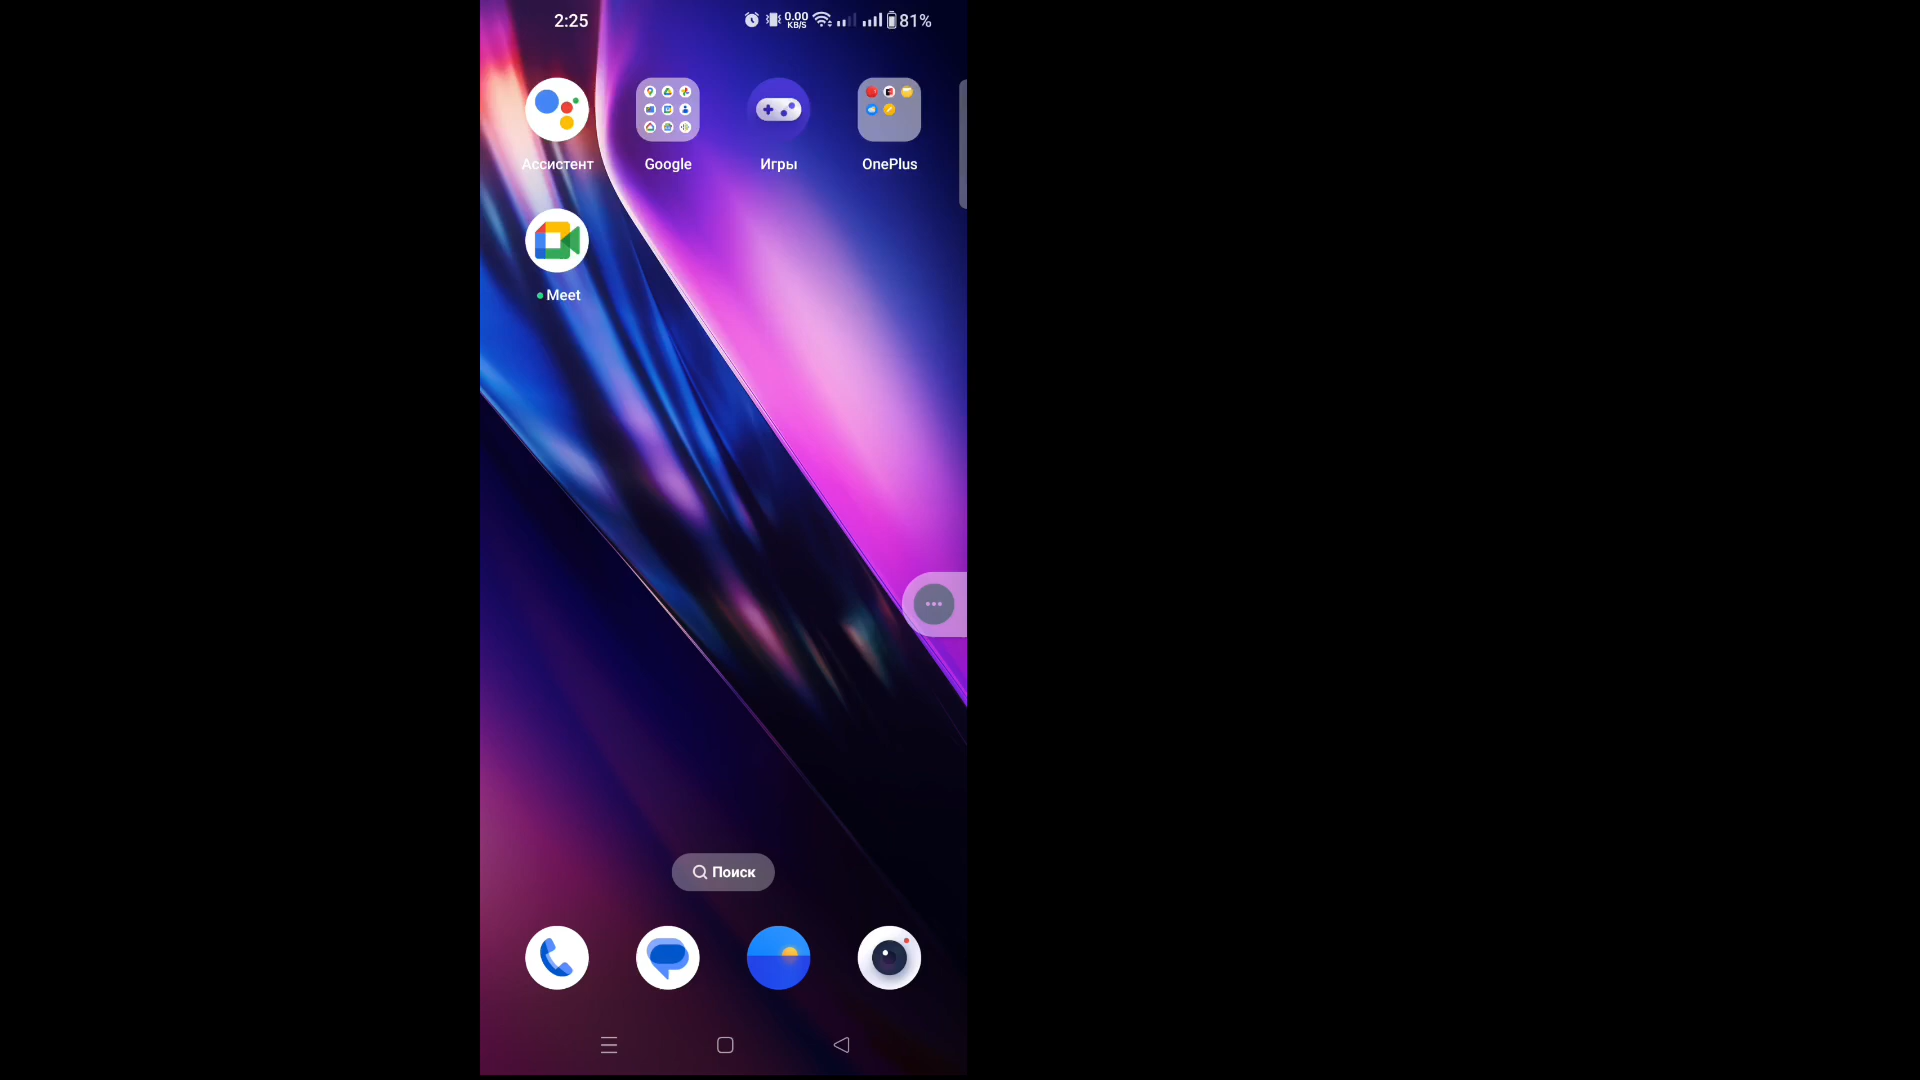 2:25
0.00
KB/S
81%
Ассистент
Google
Игры
OnePlus
Meet
Поиск